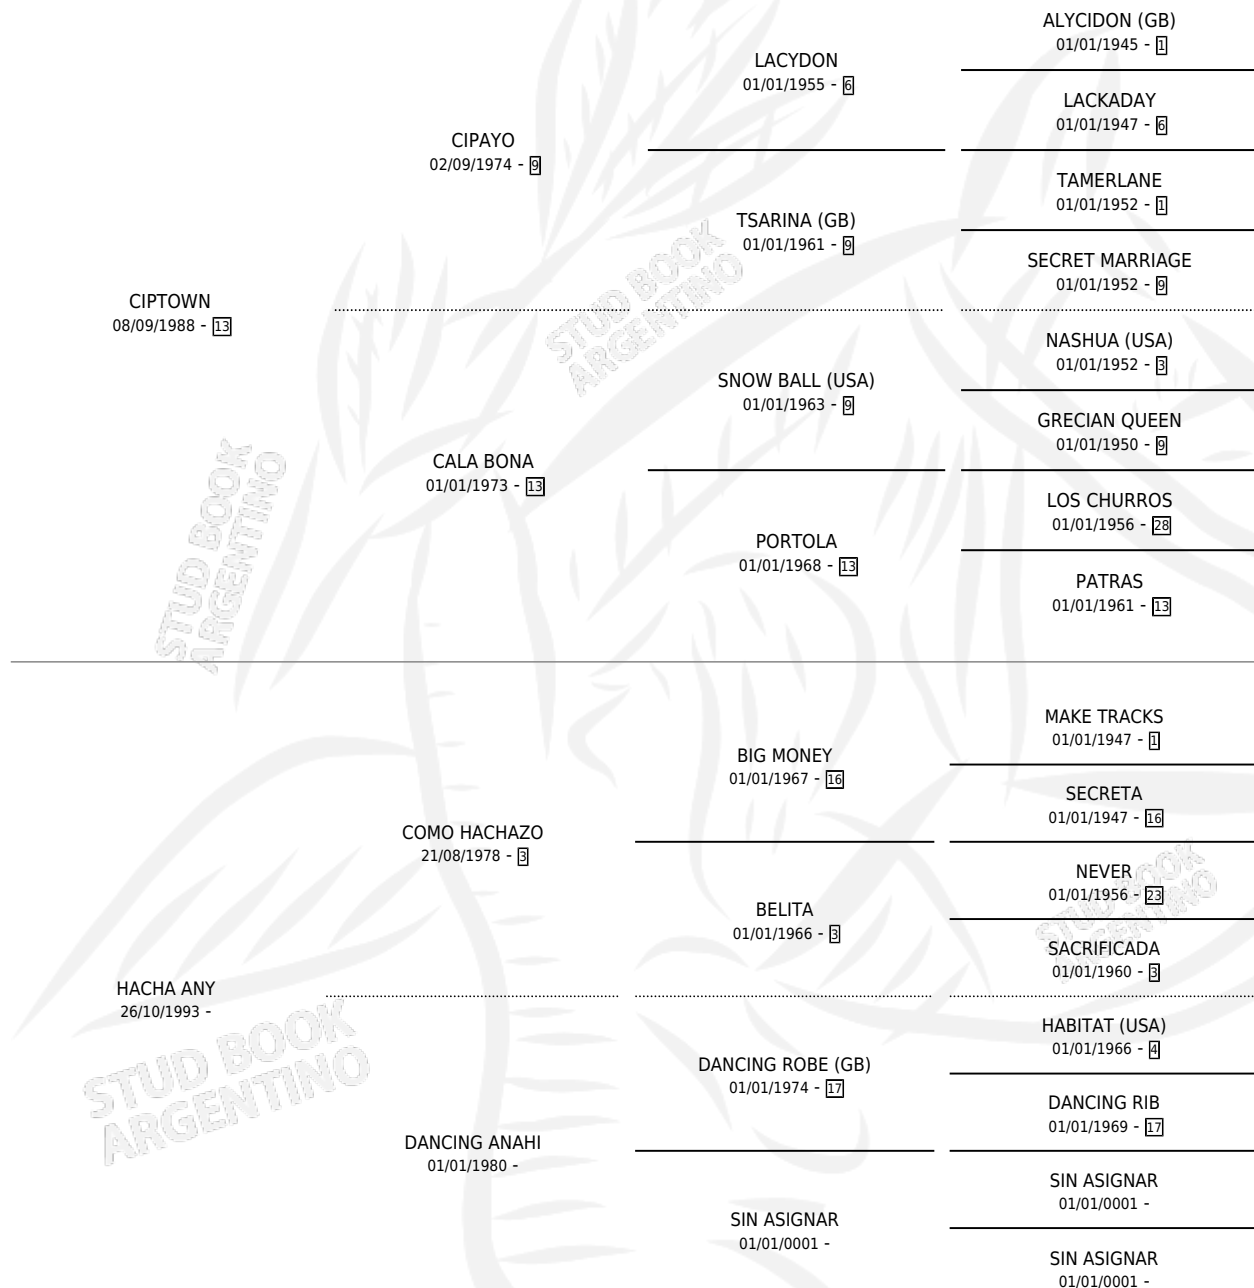 ALYCIDON (GB)
01/01/1945 - 1
LACYDON
01/01/1955 - 6
LACKADAY
01/01/1947 - 6
CIPAYO
02/09/1974 - 9
TAMERLANE
01/01/1952 - 1
TSARINA (GB)
01/01/1961 - 9
SECRET MARRIAGE
01/01/1952 - 9
CIPTOWN
08/09/1988 - 13
NASHUA (USA)
01/01/1952 - 3
SNOW BALL (USA)
01/01/1963 - 9
GRECIAN QUEEN
01/01/1950 - 9
CALA BONA
01/01/1973 - 13
LOS CHURROS
01/01/1956 - 28
PORTOLA
01/01/1968 - 13
PATRAS
01/01/1961 - 13
MAKE TRACKS
01/01/1947 - 1
BIG MONEY
01/01/1967 - 16
SECRETA
01/01/1947 - 16
COMO HACHAZO
21/08/1978 - 3
NEVER
01/01/1956 - 23
BELITA
01/01/1966 - 3
SACRIFICADA
01/01/1960 - 3
HACHA ANY
26/10/1993 -
HABITAT (USA)
01/01/1966 - 4
DANCING ROBE (GB)
01/01/1974 - 17
DANCING RIB
01/01/1969 - 17
DANCING ANAHI
01/01/1980 -
SIN ASIGNAR
01/01/0001 -
SIN ASIGNAR
01/01/0001 -
SIN ASIGNAR
01/01/0001 -
STUD BOOK
ARGENTINO
STUD BOOK
ARGENTINO
STUD BOOK
ARGENTINO
STUD BOOK
ARGENTINO